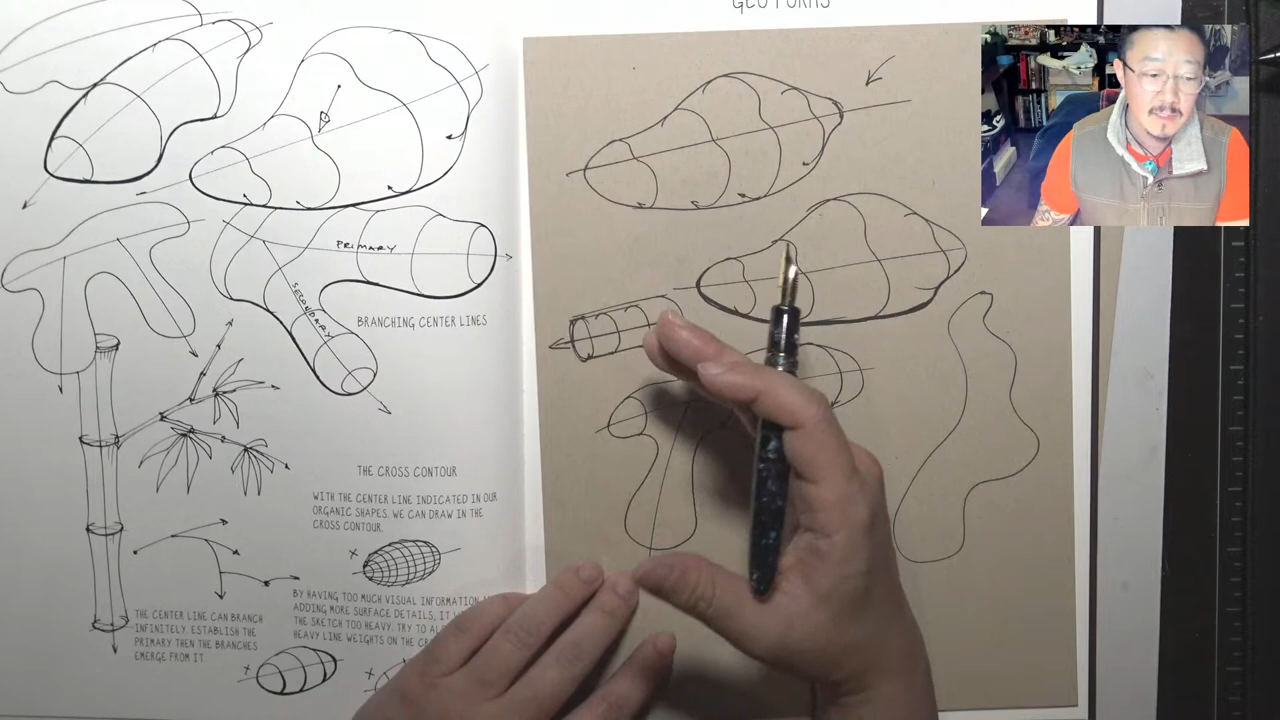 GEO FORMS
PRIMARY
SECONDARY
BRANCHING CENTER LINES
THE CROSS CONTOUR
WITH THE CENTER LINE INDICATED IN OUR
ORGANIC SHAPES. WE CAN DRAW IN THE
CROSS CONTOUR.
BY HAVING TOO MUCH VISUAL INFORMATION
ADDING MORE SURFACE DETAILS, IT
THE SKETCH TOO HEAVY. TRY TO
HEAVY LINE WEIGHTS ON THE
THE CENTER LINE CAN BRANCH
INFINITELY. ESTABLISH THE
PRIMARY THEN THE BRANCHES
EMERGE FROM IT